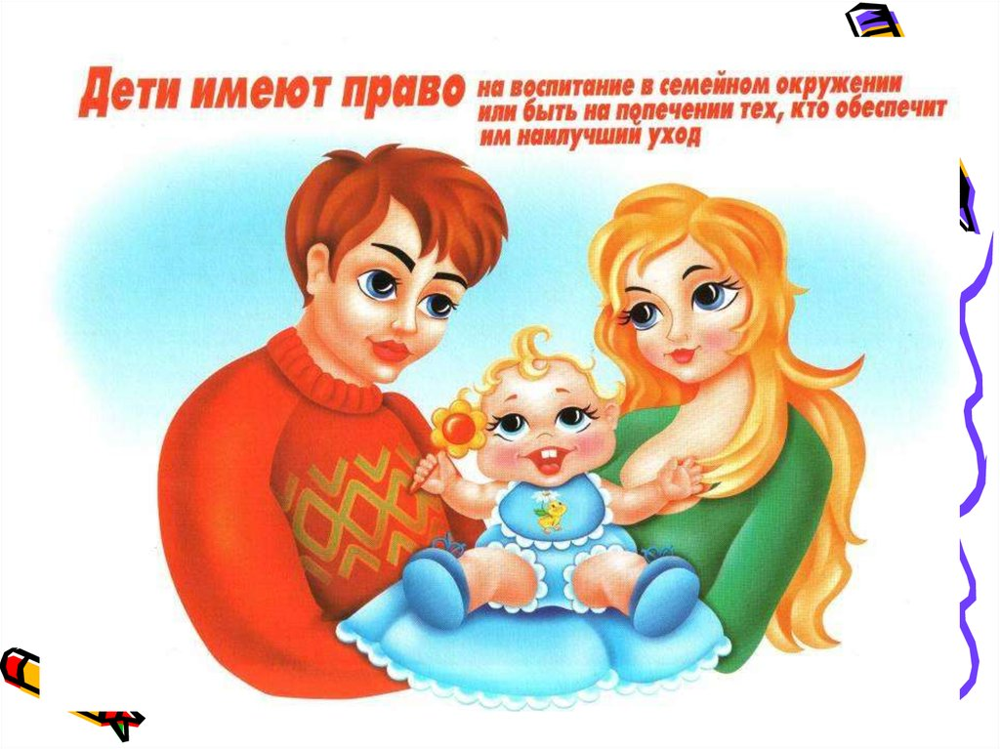 Дети имеют право на воспитание в семейном окружении
или быть на попечении тех, кто обеспечит
им наилучший уход